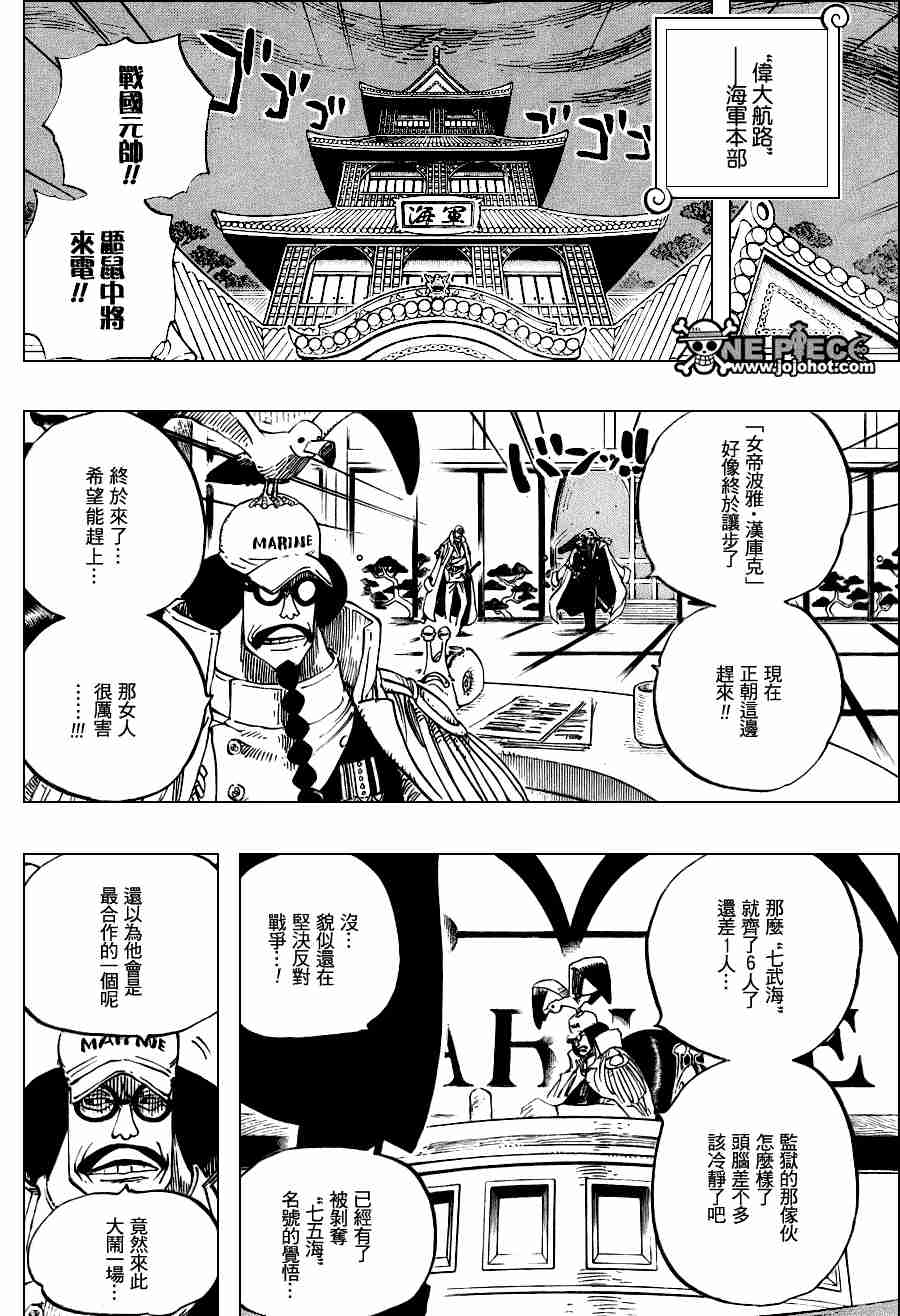 “偉大航路”
——海軍本部
ゴゴゴ
ゴゴゴ
海軍
戰國元帥!!
鼯鼠中將
來電!!
ONE PIECE
www.jojohot.com
「女帝波雅·漢庫克」
好像終於讓步了
現在
正朝這邊
趕來!!
MARINE
終於來了…
希望能趕上…
那女人
很厲害
……!!!
那麼“七武海”
就齊了6人了
還差1人…
監獄的那傢伙
怎麼樣了
頭腦差不多
該冷靜了吧
沒…
貌似還在
堅決反對
戰爭…!
已經有了
被剝奪
“七五海”
名號的覺悟…
還以為他會是
最合作的一個呢
MARINE
竟然來此
大鬧一場…